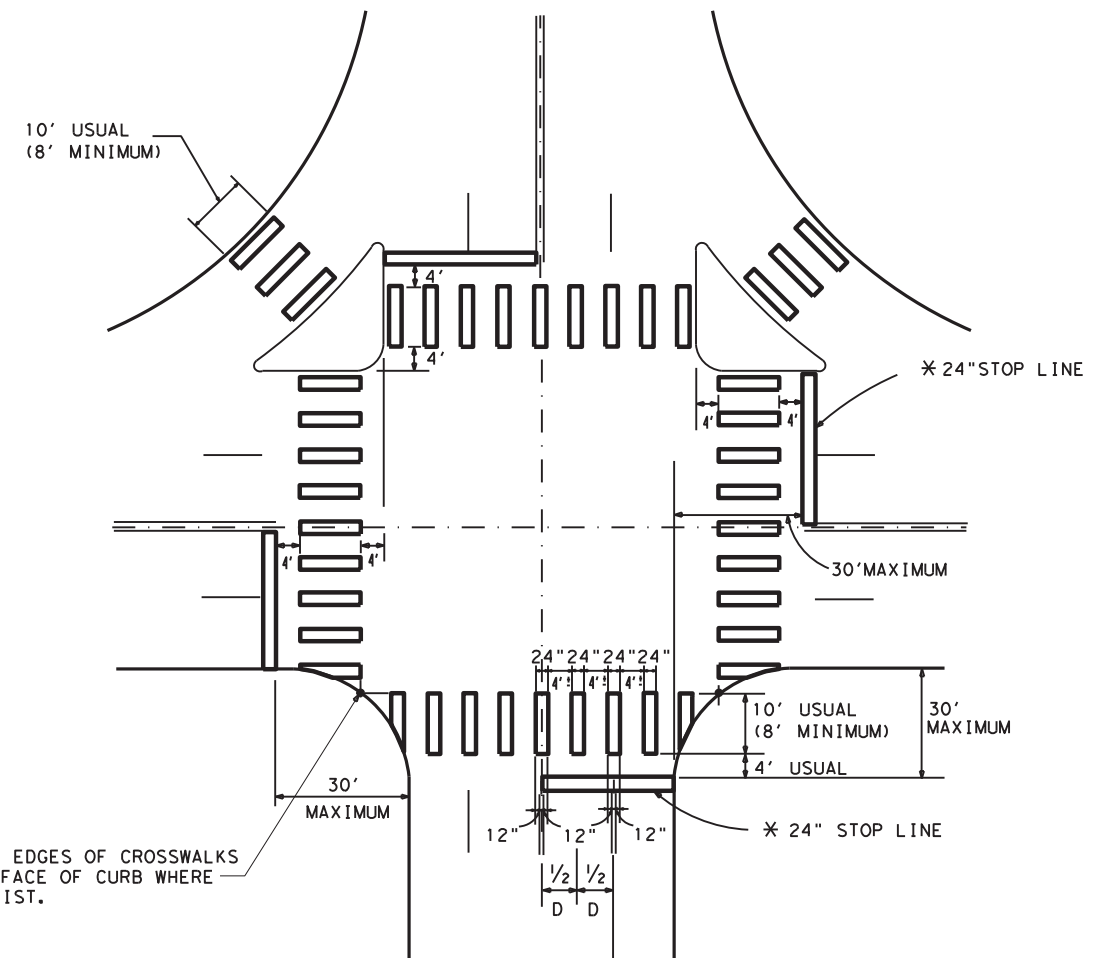 10' USUAL
(8' MINIMUM)
4'
4'
✳ 24"STOP LINE
4'
4'
4'
4'
30'MAXIMUM
24" 24" 24" 24"
4' 4' 4'
10' USUAL
(8' MINIMUM)
30'
MAXIMUM
4' USUAL
30'
MAXIMUM
12" 12" 12"
✳ 24" STOP LINE
EDGES OF CROSSWALKS
FACE OF CURB WHERE
IST.
1/2 1/2
D D